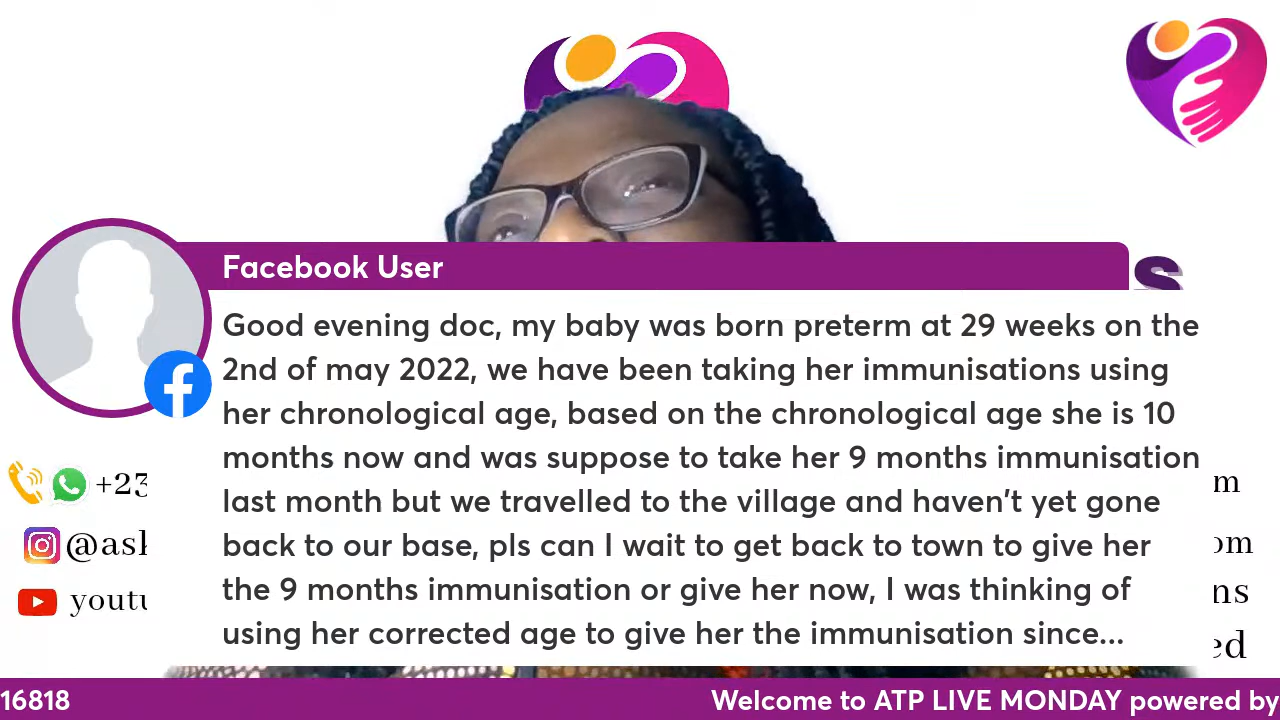 s
Facebook User
Good evening doc, my baby was born preterm at 29 weeks on the
2nd of may 2022, we have been taking her immunisations using
her chronological age, based on the chronological age she is 10
months now and was suppose to take her 9 months immunisation
last month but we travelled to the village and haven't yet gone
back to our base, pls can I wait to get back to town to give her
the 9 months immunisation or give her now, I was thinking of
using her corrected age to give her the immunisation since...
+23
@ask
youtu
m
om
ns
ed
16818
Welcome to ATP LIVE MONDAY powered by